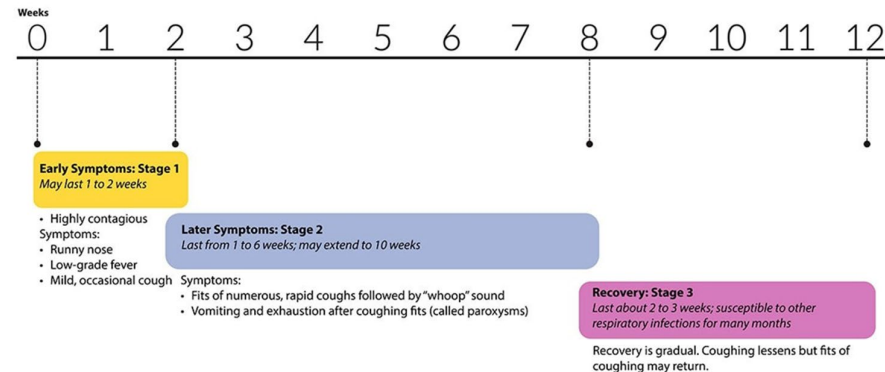 Weeks
0 1 2 3 4 5 6 7 8 9 10 11 12
Early Symptoms: Stage 1
May last 1 to 2 weeks
• Highly contagious
Symptoms:
• Runny nose
• Low-grade fever
• Mild, occasional cough
Later Symptoms: Stage 2
Last from 1 to 6 weeks; may extend to 10 weeks
Symptoms:
• Fits of numerous, rapid coughs followed by “whoop” sound
• Vomiting and exhaustion after coughing fits (called paroxysms)
Recovery: Stage 3
Last about 2 to 3 weeks; susceptible to other
respiratory infections for many months
Recovery is gradual. Coughing lessens but fits of
coughing may return.